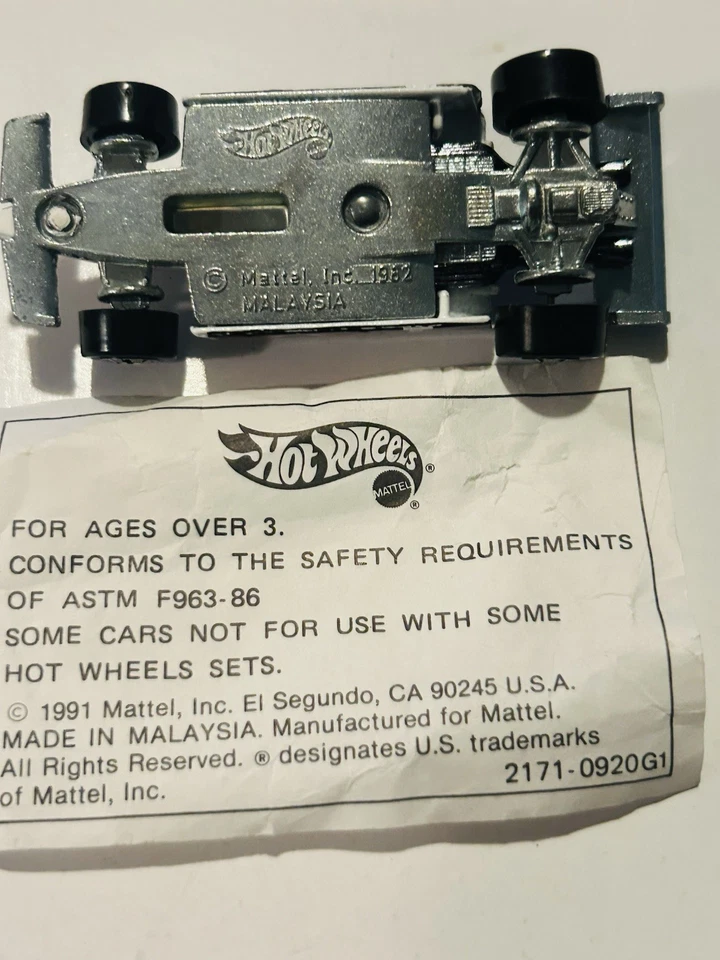 Hot Wheels
© Mattel, Inc. 1982
MALAYSIA
Hot Wheels®
MATTEL®
FOR AGES OVER 3.
CONFORMS TO THE SAFETY REQUIREMENTS
OF ASTM F963-86
SOME CARS NOT FOR USE WITH SOME
HOT WHEELS SETS.
© 1991 Mattel, Inc. El Segundo, CA 90245 U.S.A.
MADE IN MALAYSIA. Manufactured for Mattel.
All Rights Reserved. ® designates U.S. trademarks
of Mattel, Inc.
2171-0920G1